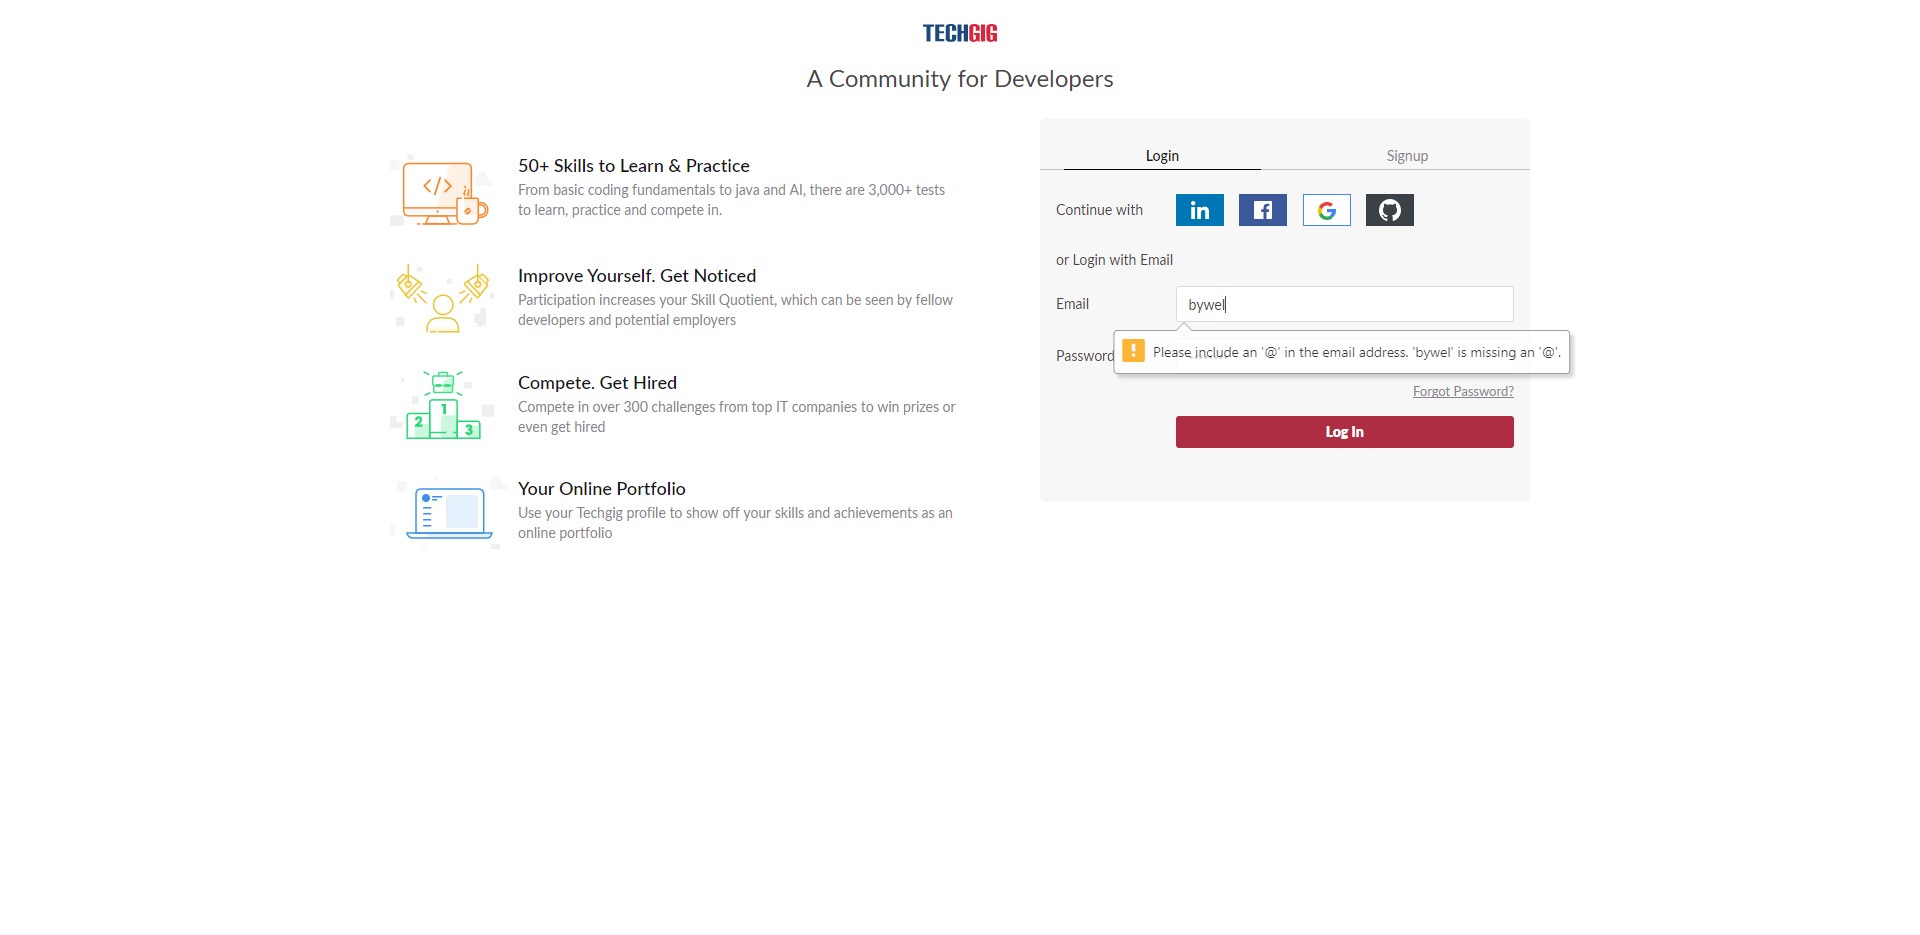 TECHGIG
A Community for Developers
50+ Skills to Learn & Practice
From basic coding fundamentals to java and AI, there are 3,000+ tests
to learn, practice and compete in.
Improve Yourself. Get Noticed
Participation increases your Skill Quotient, which can be seen by fellow
developers and potential employers
1
2
3
Compete. Get Hired
Compete in over 300 challenges from top IT companies to win prizes or
even get hired
Your Online Portfolio
Use your Techgig profile to show off your skills and achievements as an
online portfolio
Login
Signup
Continue with
in
or Login with Email
Email
bywel
Password
Please include an '@' in the email address. 'bywel' is missing an '@'.
Forgot Password?
Log In